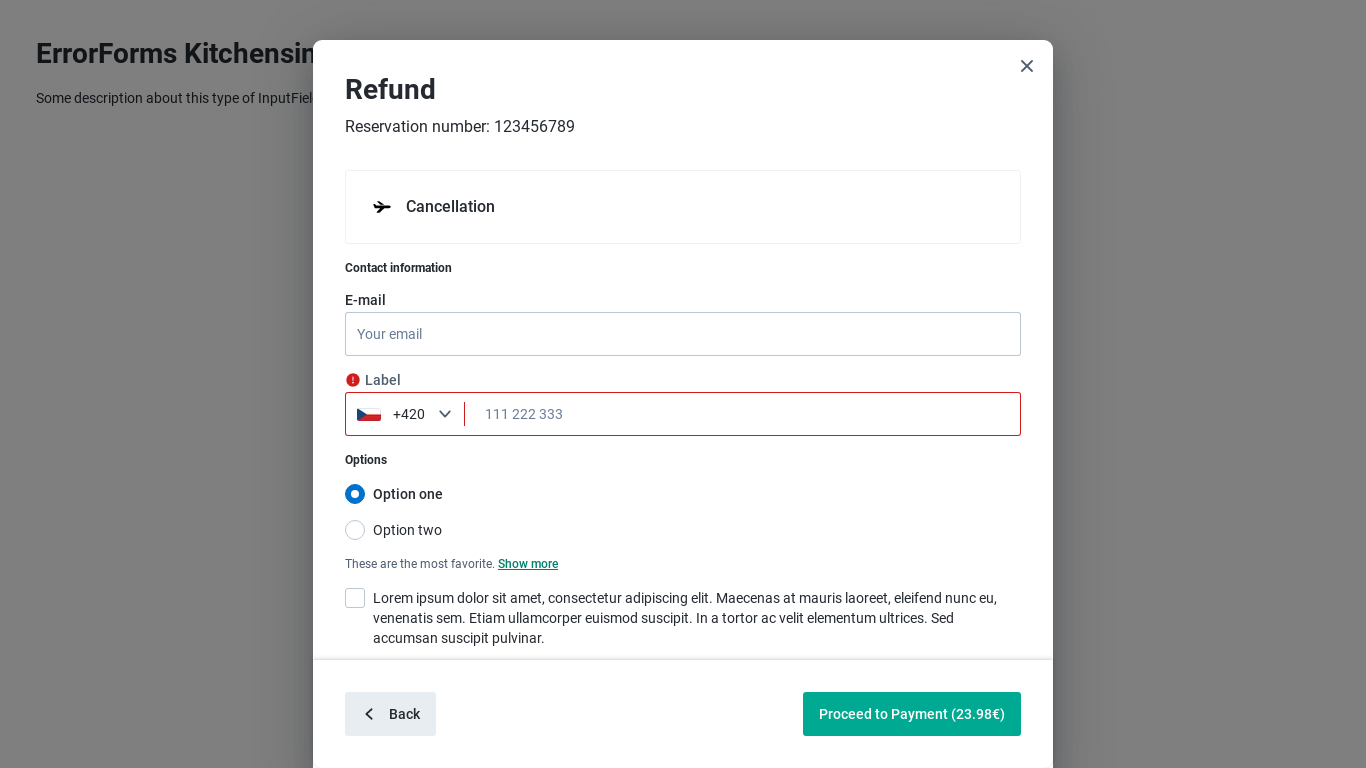 ErrorForms Kitchensin
Some description about this type of InputFiel
Refund
Reservation number: 123456789
Cancellation
Contact information
E-mail
Your email
Label
+420
111 222 333
Options
Option one
Option two
These are the most favorite. Show more
Lorem ipsum dolor sit amet, consectetur adipiscing elit. Maecenas at mauris laoreet, eleifend nunc eu,
venenatis sem. Etiam ullamcorper euismod suscipit. In a tortor ac velit elementum ultrices. Sed
accumsan suscipit pulvinar.
Back
Proceed to Payment (23.98€)